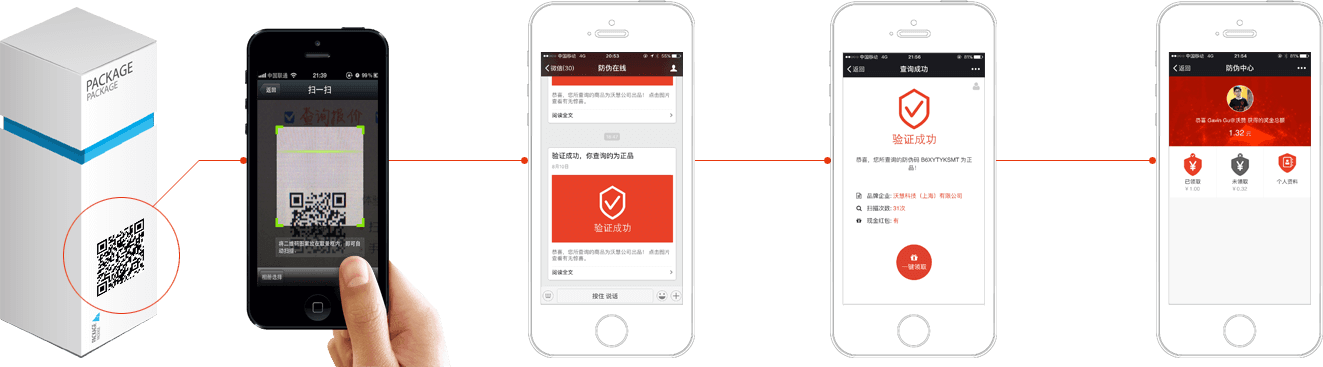 PACKAGE
PACKAGE
PACKAGE
中国联通
21:39
99%
返回
扫一扫
查询报价
将二维码图案放在取景框内，即可自
动扫描
相册选择
中国移动 4G
20:53
55%
微信(30)
防伪在线
恭喜，您所查询的商品为沃慧公司出品！ 点击图片
查看有无惊喜。
阅读全文
验证成功，你查询的为正品
验证成功
恭喜，您所查询的商品为沃慧公司出品！ 点击图片
查看有无惊喜。
阅读全文
按住 说话
中国移动 4G
21:56
81%
返回
查询成功
验证成功
恭喜，您所查询的防伪码 B6XYTYKSMT 为正
品！
品牌企业: 沃慧科技（上海）有限公司
扫描次数: 31次
现金红包: 有
一键领取
中国移动 4G
21:54
81%
返回
防伪中心
恭喜 Gavin Gu@沃慧 获得的奖金总额
1.32 元
已领取
￥1.00
未领取
￥0.32
个人资料